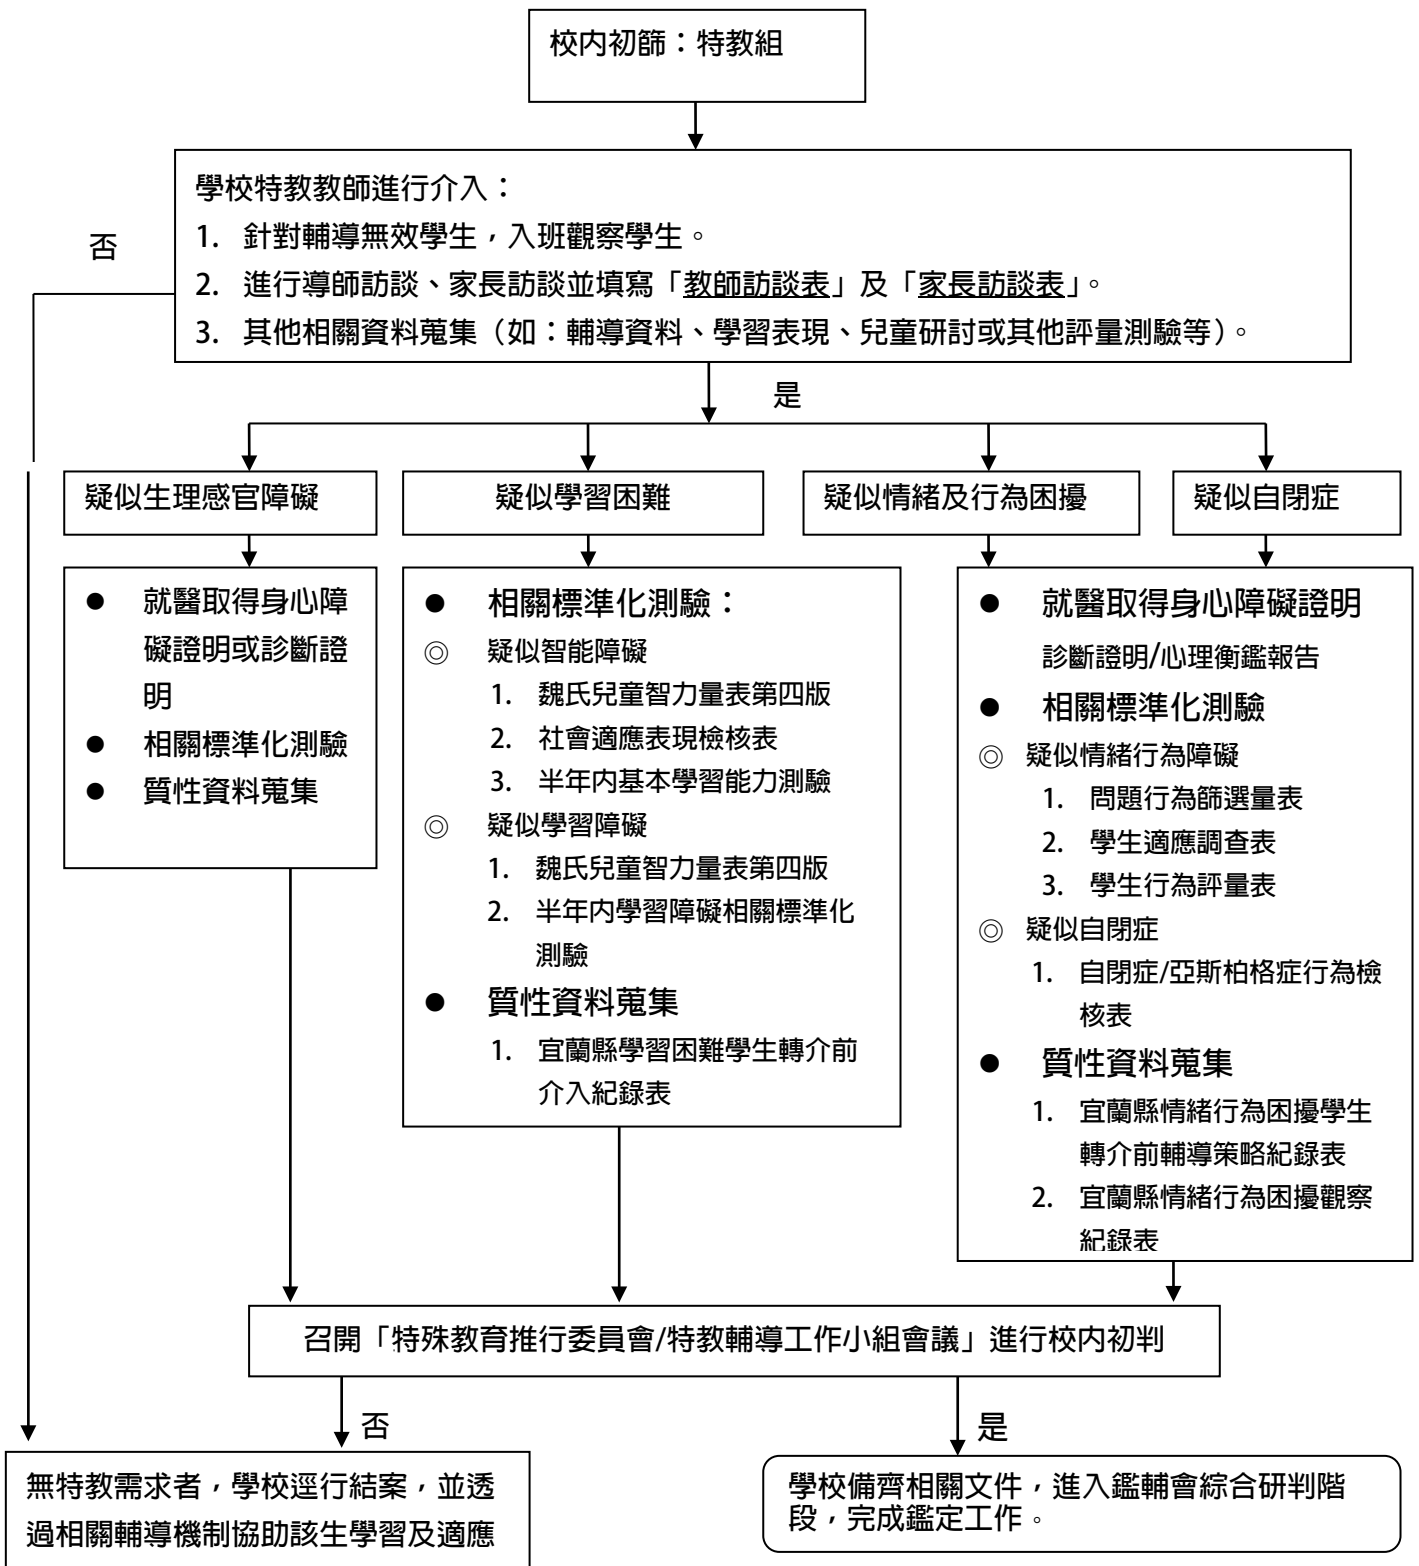 校內初篩：特教組
學校特教教師進行介入：
1. 針對輔導無效學生，入班觀察學生。
2. 進行導師訪談、家長訪談並填寫「教師訪談表」及「家長訪談表」。
3. 其他相關資料蒐集（如：輔導資料、學習表現、兒童研討或其他評量測驗等）。
否
是
疑似生理感官障礙
疑似學習困難
疑似情緒及行為困擾
疑似自閉症
● 就醫取得身心障
礙證明或診斷證
明
● 相關標準化測驗
● 質性資料蒐集
● 相關標準化測驗：
◎ 疑似智能障礙
1. 魏氏兒童智力量表第四版
2. 社會適應表現檢核表
3. 半年內基本學習能力測驗
◎ 疑似學習障礙
1. 魏氏兒童智力量表第四版
2. 半年內學習障礙相關標準化
測驗
● 質性資料蒐集
1. 宜蘭縣學習困難學生轉介前
介入紀錄表
● 就醫取得身心障礙證明
診斷證明/心理衡鑑報告
● 相關標準化測驗
◎ 疑似情緒行為障礙
1. 問題行為篩選量表
2. 學生適應調查表
3. 學生行為評量表
◎ 疑似自閉症
1. 自閉症/亞斯柏格症行為檢
核表
● 質性資料蒐集
1. 宜蘭縣情緒行為困擾學生
轉介前輔導策略紀錄表
2. 宜蘭縣情緒行為困擾觀察
紀錄表
召開「特殊教育推行委員會/特教輔導工作小組會議」進行校內初判
否
是
無特教需求者，學校逕行結案，並透
過相關輔導機制協助該生學習及適應
學校備齊相關文件，進入鑑輔會綜合研判階
段，完成鑑定工作。